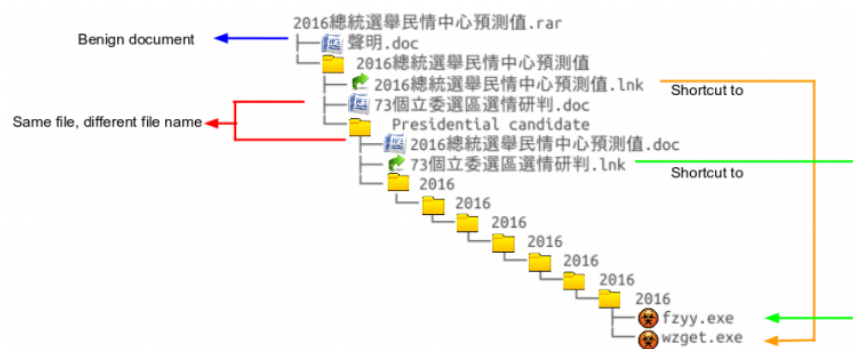 2016總統選舉民情中心預測值.rar
Benign document
聲明.doc
2016總統選舉民情中心預測值
2016總統選舉民情中心預測值.lnk
Shortcut to
73個立委選區選情研判.doc
Same file, different file name
Presidential candidate
2016總統選舉民情中心預測值.doc
73個立委選區選情研判.lnk
Shortcut to
2016
2016
2016
2016
2016
2016
2016
fzyy.exe
wzget.exe